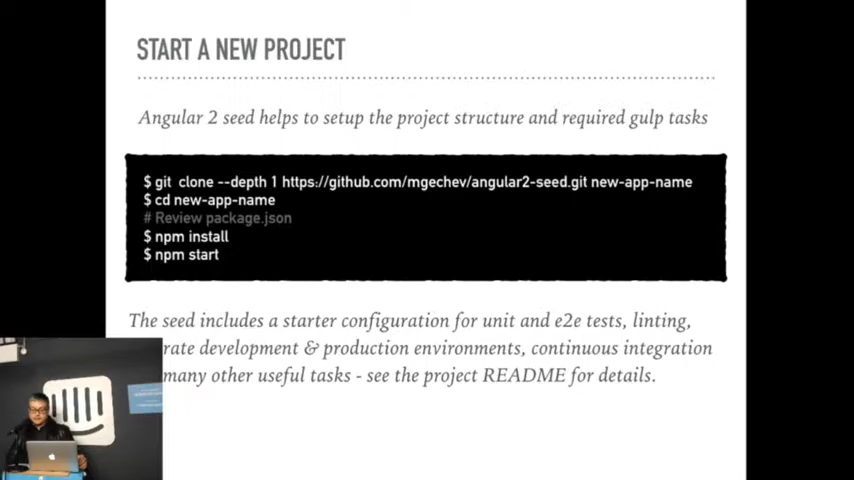 START A NEW PROJECT
Angular 2 seed helps to setup the project structure and required gulp tasks
$ git clone --depth 1 https://github.com/mgechev/angular2-seed.git new-app-name
$ cd new-app-name
# Review package.json
$ npm install
$ npm start
The seed includes a starter configuration for unit and e2e tests, linting,
rate development & production environments, continuous integration
many other useful tasks - see the project README for details.